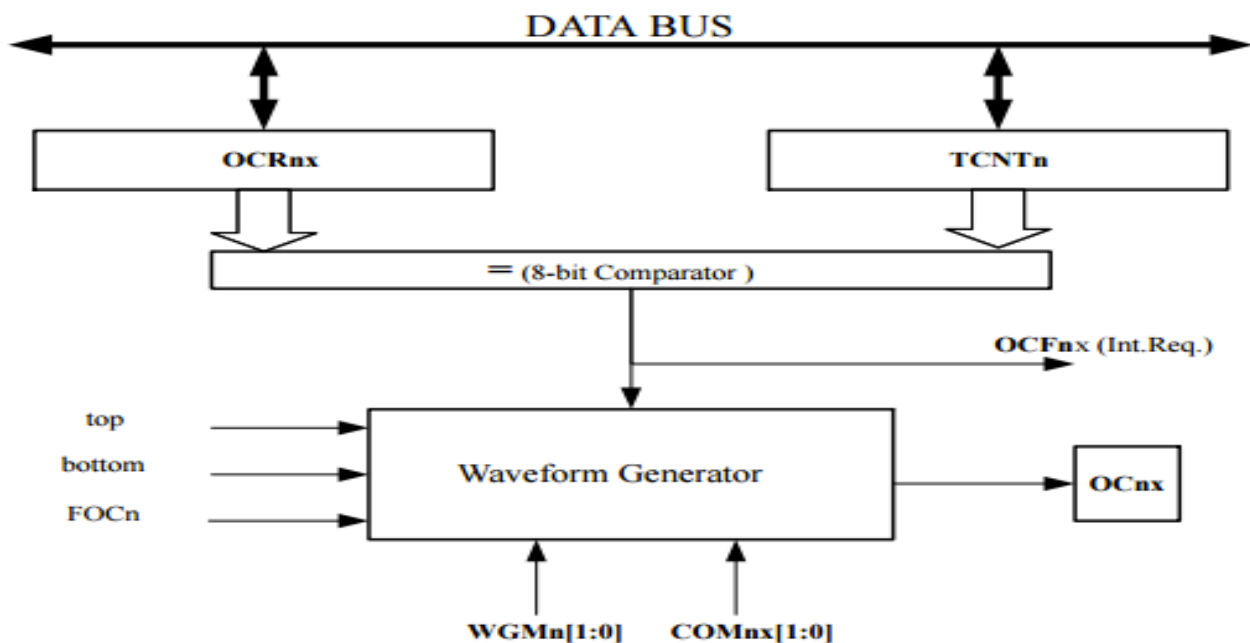 DATA BUS
OCRnx
TCNTn
= (8-bit Comparator )
OCFnx (Int.Req.)
top
bottom
FOCn
Waveform Generator
OCnx
WGMn[1:0]
COMnx[1:0]